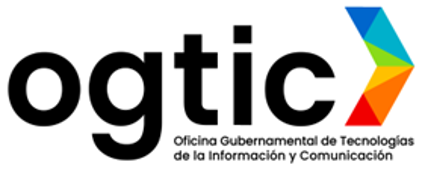 ogtic
Oficina Gubernamental de Tecnologías
de la Información y Comunicación